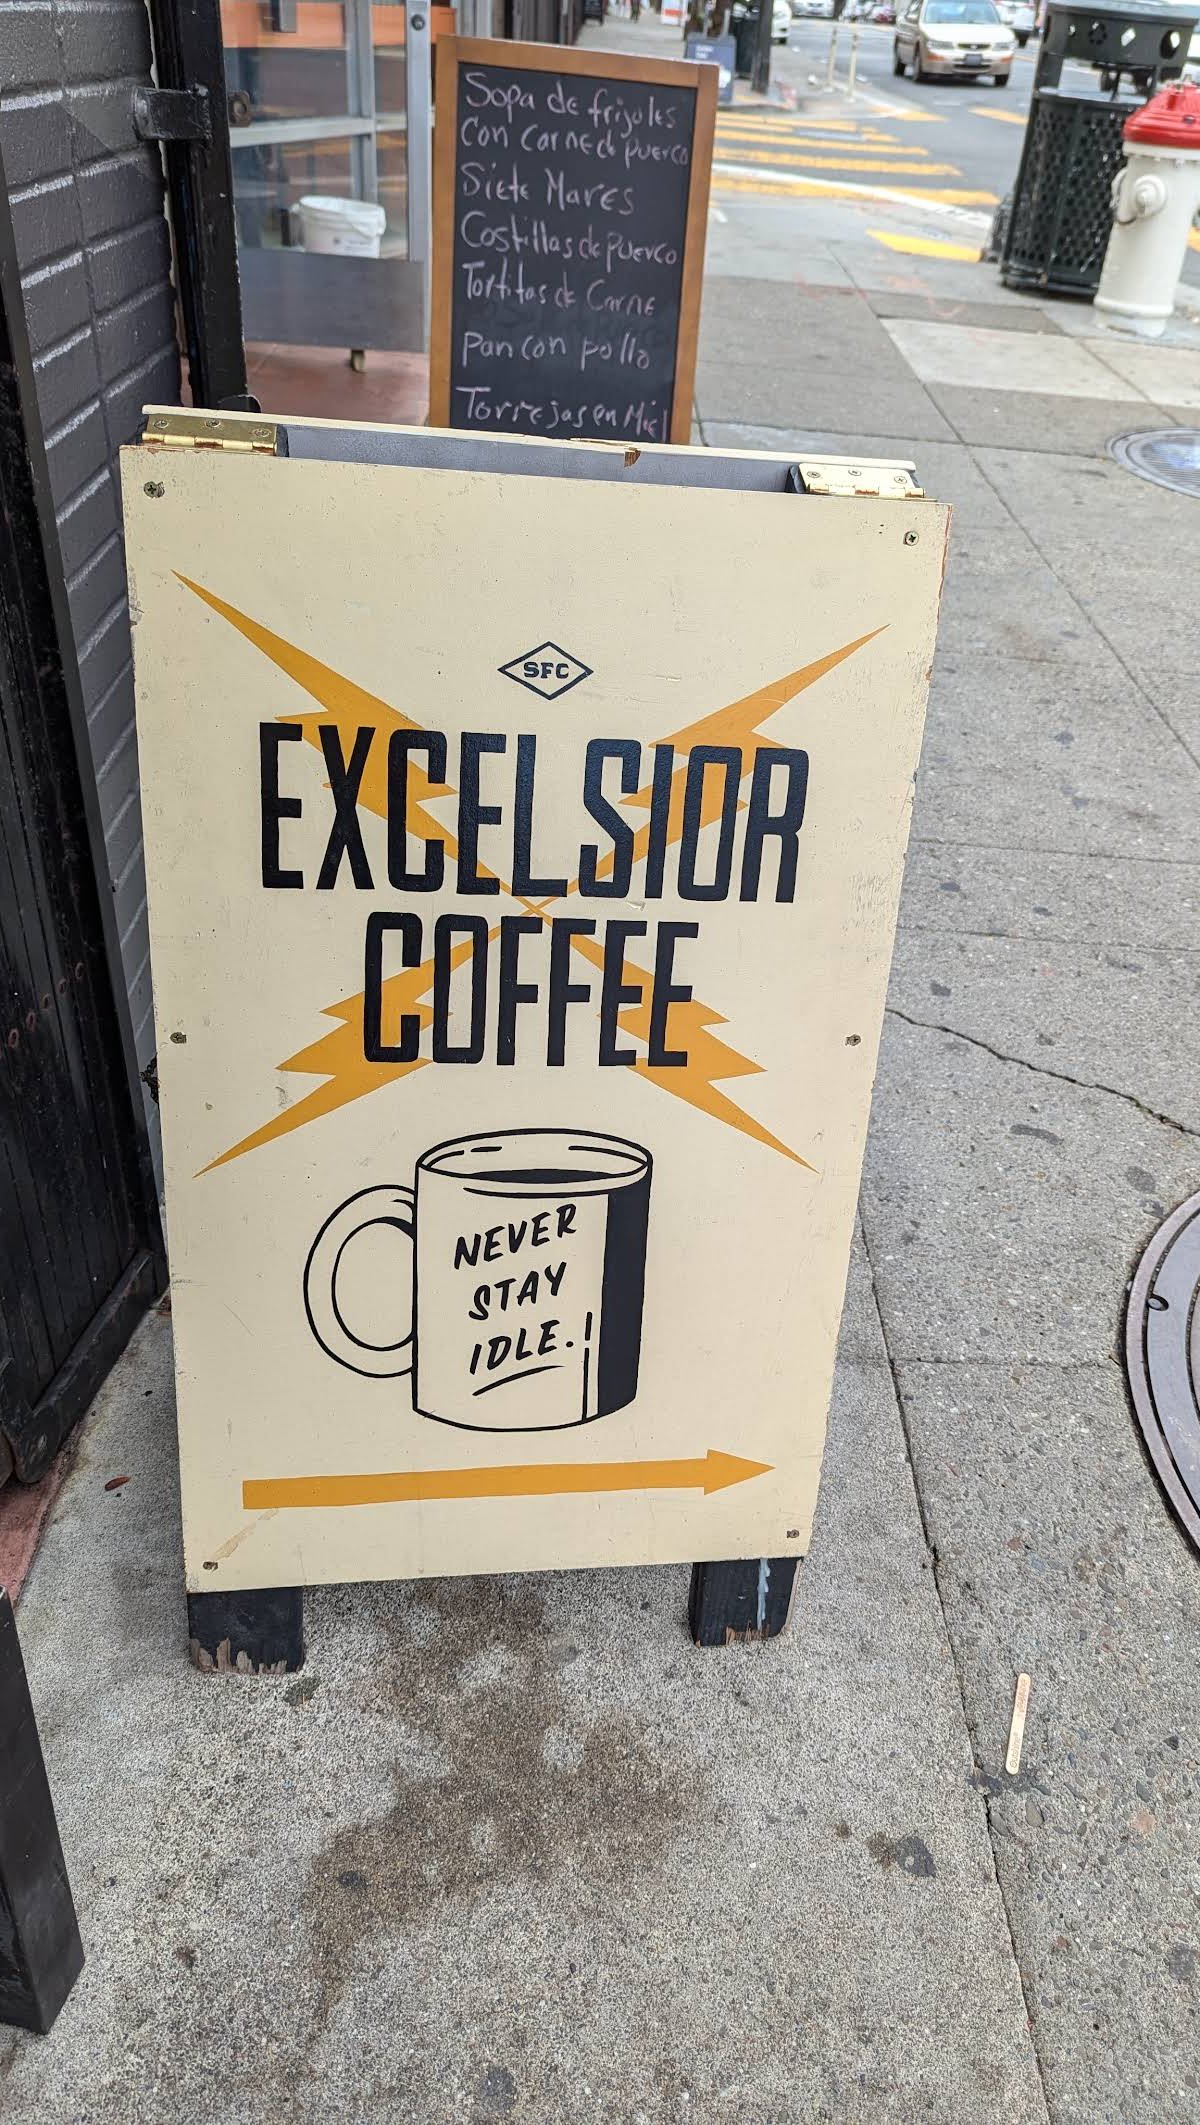 Sopa de frijoles
con carne de puerco
Siete Mares
Costillas de puerco
Tortitas de Carne
pan con pollo
Torrejas en Miel
SFC
EXCELSIOR
COFFEE
NEVER
STAY
IDLE.